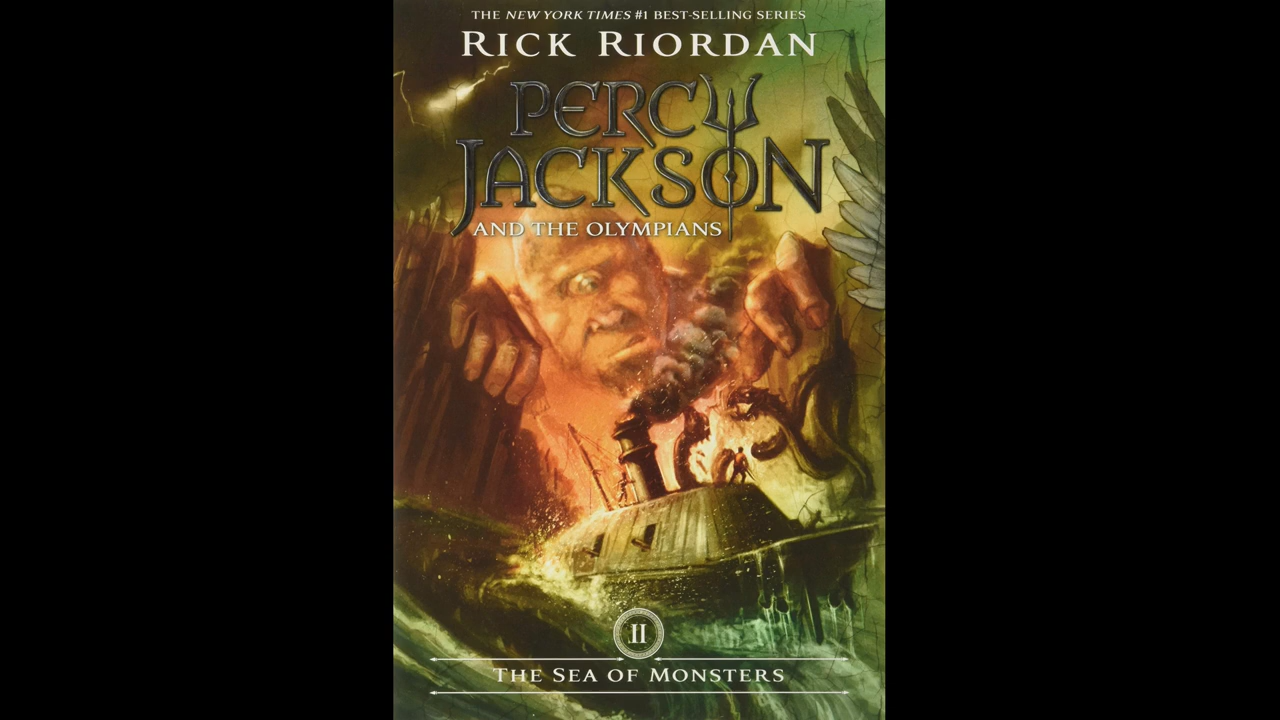 THE NEW YORK TIMES #1 BEST-SELLING SERIES
RICK RIORDAN
PERCY
JACKSON
AND THE OLYMPIANS
II
THE SEA OF MONSTERS